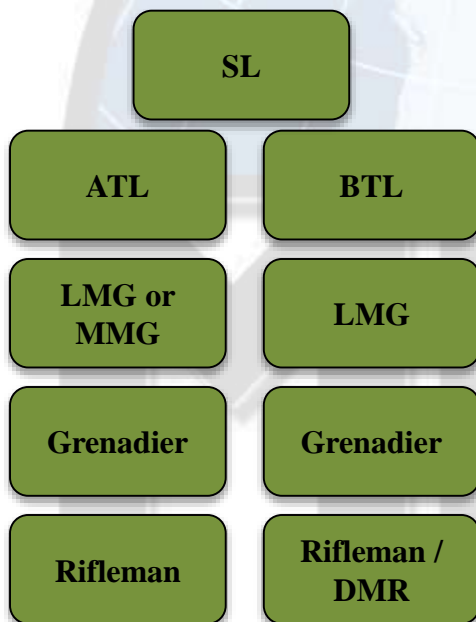 SL
ATL
BTL
LMG or
MMG
LMG
Grenadier
Grenadier
Rifleman
Rifleman /
DMR